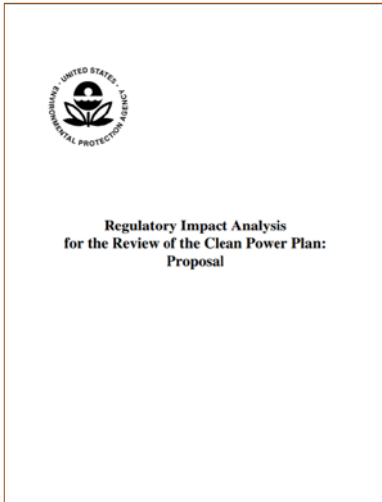 UNITED STATES
ENVIRONMENTAL PROTECTION AGENCY
Regulatory Impact Analysis
for the Review of the Clean Power Plan:
Proposal